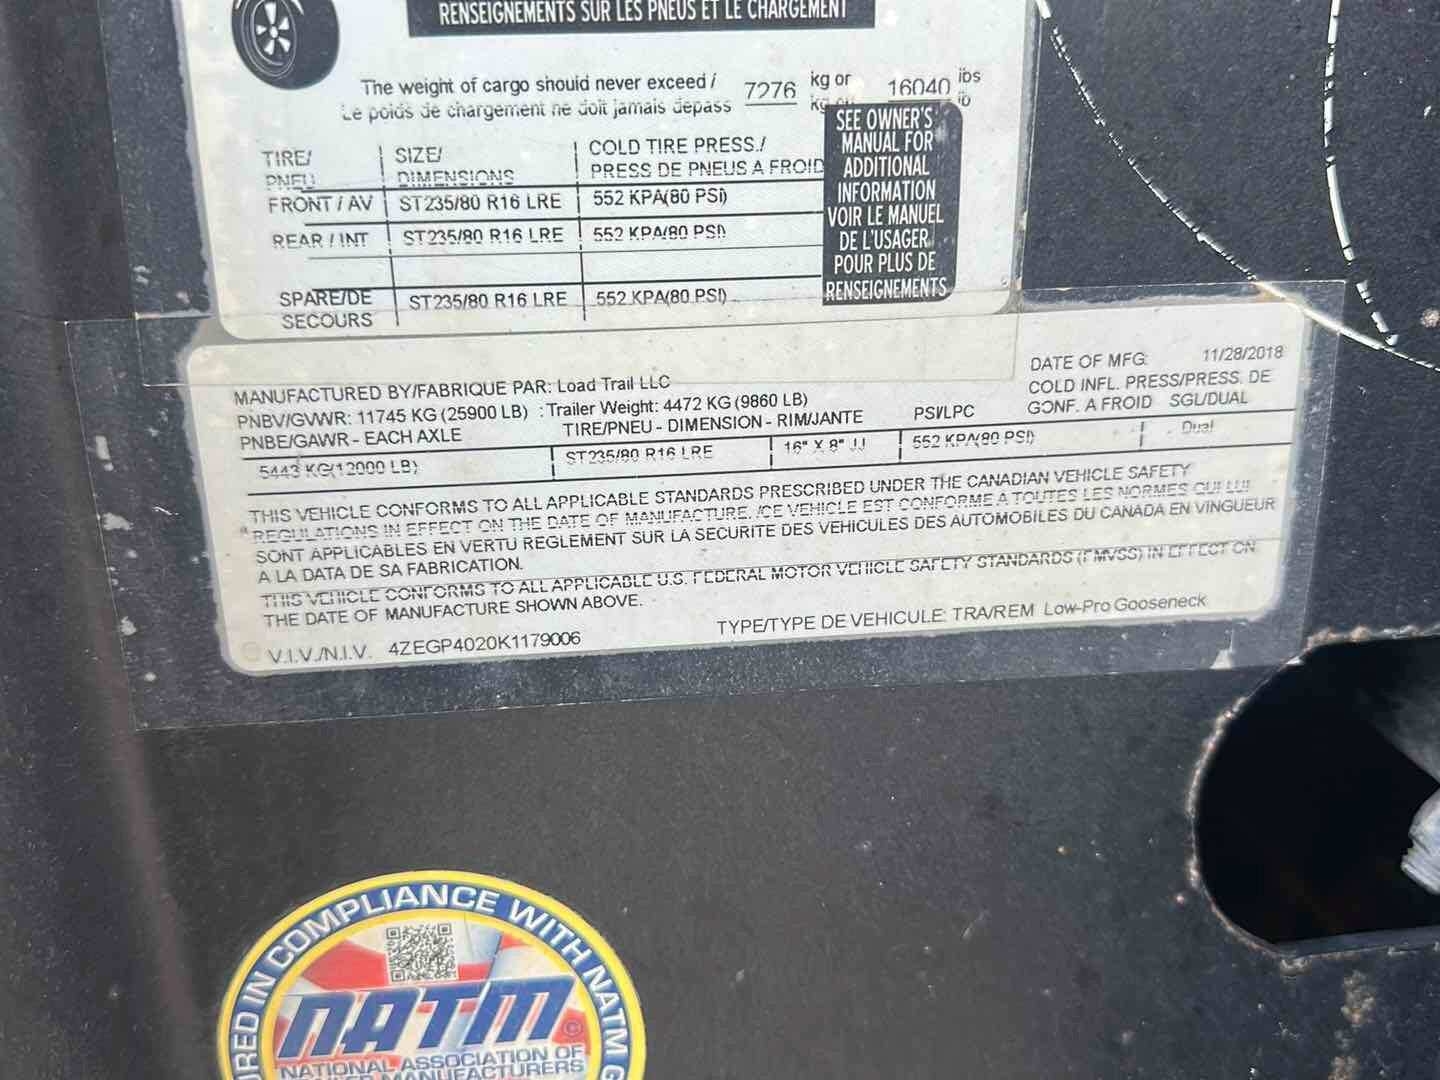 RENSEIGNEMENTS SUR LES PNEUS ET LE CHARGEMENT
The weight of cargo should never exceed / 7276 kg or 16040 lbs
Le poids de chargement ne doit jamais depass kg ou lb
TIRE/ SIZE/ COLD TIRE PRESS./
PNEU DIMENSIONS PRESS DE PNEUS A FROID
FRONT / AV ST235/80 R16 LRE 552 KPA(80 PSI)
REAR / INT ST235/80 R16 LRE 552 KPA(80 PSI)
SPARE/DE ST235/80 R16 LRE 552 KPA(80 PSI)
SECOURS
SEE OWNER'S
MANUAL FOR
ADDITIONAL
INFORMATION
VOIR LE MANUEL
DE L'USAGER
POUR PLUS DE
RENSEIGNEMENTS
MANUFACTURED BY/FABRIQUE PAR: Load Trail LLC DATE OF MFG: 11/28/2018
PNBV/GVWR: 11745 KG (25900 LB) : Trailer Weight: 4472 KG (9860 LB) COLD INFL. PRESS/PRESS. DE
PNBE/GAWR - EACH AXLE TIRE/PNEU - DIMENSION - RIM/JANTE PSI/LPC GONF. A FROID SGL/DUAL
5443 KG(12000 LB) ST235/80 R16 LRE 16" X 8" JJ 552 KPA(80 PSI) Dual
THIS VEHICLE CONFORMS TO ALL APPLICABLE STANDARDS PRESCRIBED UNDER THE CANADIAN VEHICLE SAFETY
REGULATIONS IN EFFECT ON THE DATE OF MANUFACTURE. /CE VEHICLE EST CONFORME A TOUTES LES NORMES QUI LUI
SONT APPLICABLES EN VERTU REGLEMENT SUR LA SECURITE DES VEHICULES DES AUTOMOBILES DU CANADA EN VINGUEUR
A LA DATA DE SA FABRICATION.
THIS VEHICLE CONFORMS TO ALL APPLICABLE U.S. FEDERAL MOTOR VEHICLE SAFETY STANDARDS (FMVSS) IN EFFECT ON
THE DATE OF MANUFACTURE SHOWN ABOVE.
V.I.V./N.I.V. 4ZEGP4020K1179006 TYPE/TYPE DE VEHICULE: TRA/REM Low-Pro Gooseneck
IN COMPLIANCE WITH NATM
NATM ©
NATIONAL ASSOCIATION OF
MANUFACTURERS